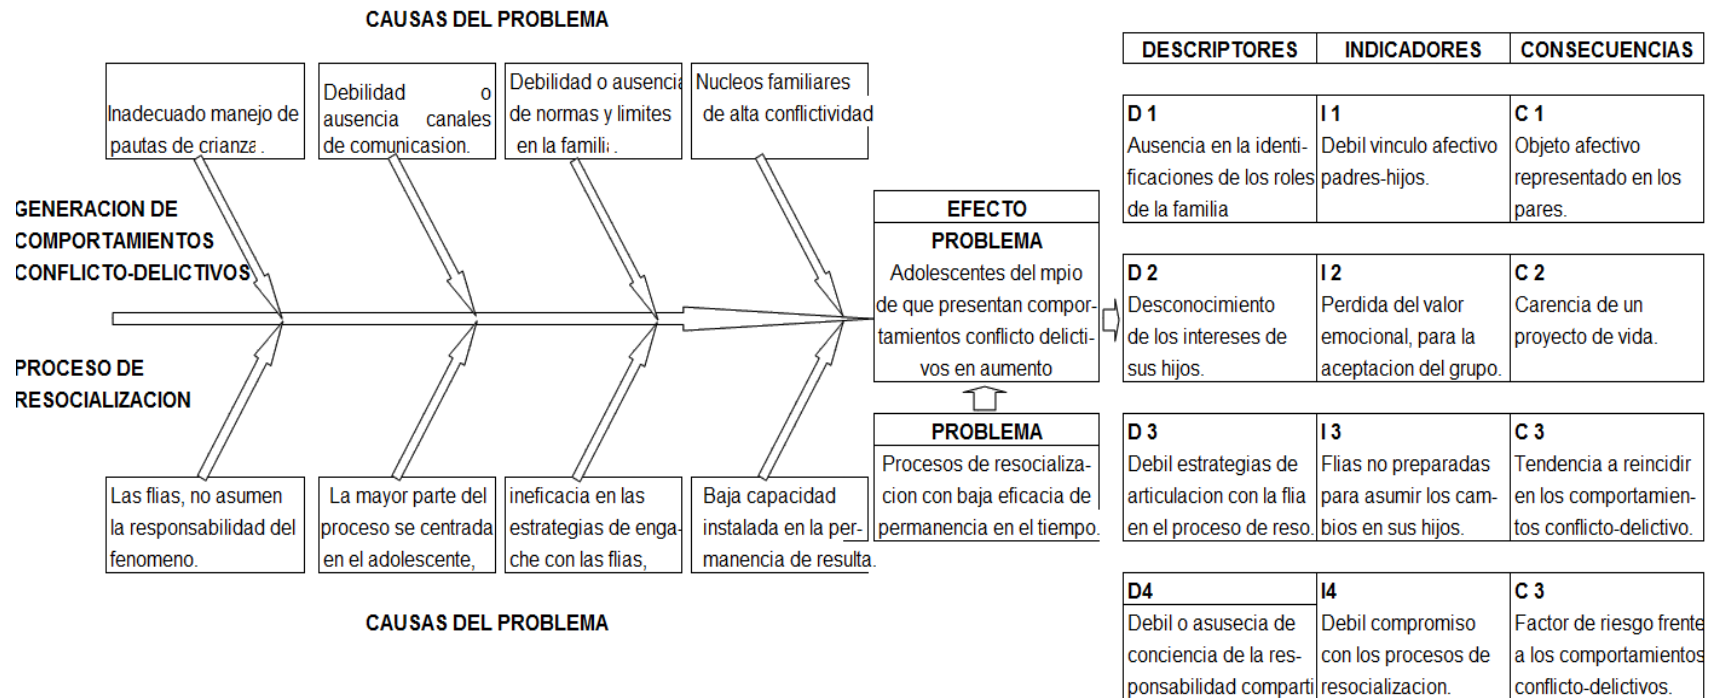 CAUSAS DEL PROBLEMA
Inadecuado manejo de
pautas de crianza .
Debilidad o
ausencia canales
de comunicasion.
Debilidad o ausencia
de normas y limites
en la famili .
Nucleos familiares
de alta conflictividad
GENERACION DE
COMPORTAMIENTOS
CONFLICTO-DELICTIVOS
PROCESO DE
RESOCIALIZACION
Las flias, no asumen
la responsabilidad del
fenomeno.
La mayor parte del
proceso se centrada
en el adolescente,
ineficacia en las
estrategias de enga-
che con las flias,
Baja capacidad
instalada en la per-
manencia de resulta.
CAUSAS DEL PROBLEMA
EFECTO
PROBLEMA
Adolescentes del mpio
de que presentan compor-
tamientos conflicto delicti-
vos en aumento
PROBLEMA
Procesos de resocializa-
cion con baja eficacia de
permanencia en el tiempo.
DESCRIPTORES INDICADORES CONSECUENCIAS
D 1
Ausencia en la identi-
ficaciones de los roles
de la familia
I 1
Debil vinculo afectivo
padres-hijos.
C 1
Objeto afectivo
representado en los
pares.
D 2
Desconocimiento
de los intereses de
sus hijos.
I 2
Perdida del valor
emocional, para la
aceptacion del grupo.
C 2
Carencia de un
proyecto de vida.
D 3
Debil estrategias de
articulacion con la flia
en el proceso de reso.
I 3
Flias no preparadas
para asumir los cam-
bios en sus hijos.
C 3
Tendencia a reincidir
en los comportamien-
tos conflicto-delictivo.
D4
Debil o asusecia de
conciencia de la res-
ponsabilidad comparti
I4
Debil compromiso
con los procesos de
resocializacion.
C 3
Factor de riesgo frente
a los comportamientos
conflicto-delictivos.